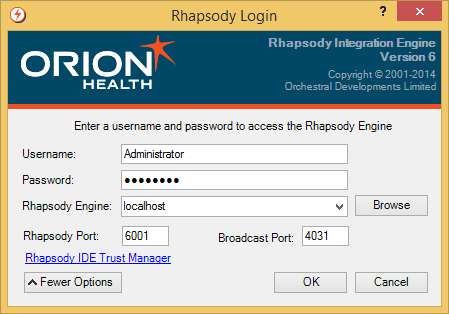 Rhapsody Login
?
ORION
HEALTH
Rhapsody Integration Engine
Version 6
Copyright © 2001-2014
Orchestral Developments Limited
Enter a username and password to access the Rhapsody Engine
Username: Administrator
Password: ●●●●●●●●
Rhapsody Engine: localhost Browse
Rhapsody Port: 6001 Broadcast Port: 4031
Rhapsody IDE Trust Manager
Fewer Options OK Cancel